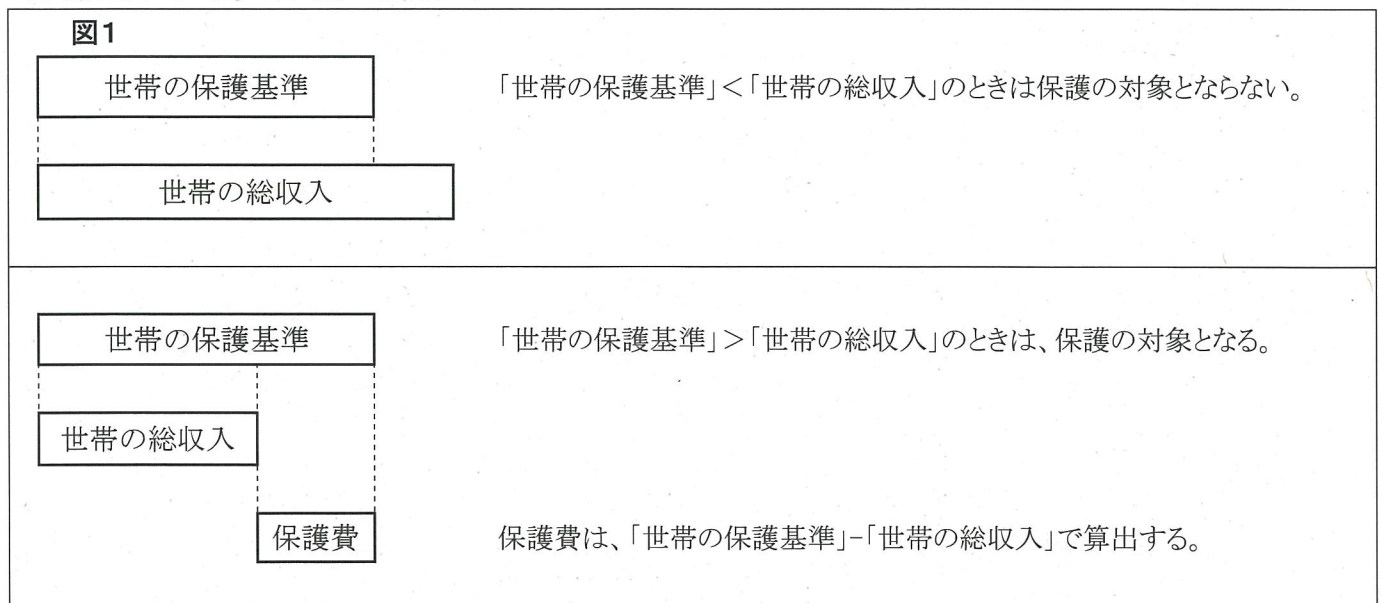 図1
世帯の保護基準
「世帯の保護基準」＜「世帯の総収入」のときは保護の対象とならない。
世帯の総収入
世帯の保護基準
「世帯の保護基準」＞「世帯の総収入」のときは、保護の対象となる。
世帯の総収入
保護費
保護費は、「世帯の保護基準」-「世帯の総収入」で算出する。